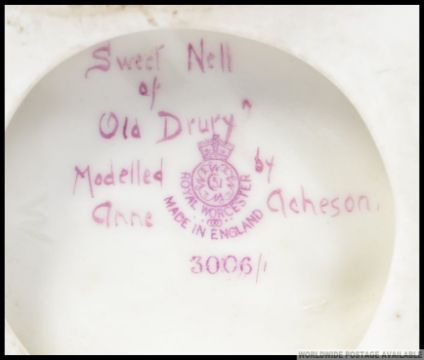 Sweet Nell
of
Old Drury"
Modelled by
Anne Acheson.
ROYAL WORCESTER
MADE IN ENGLAND
3006/1
WORLDWIDE POSTAGE AVAILABLE